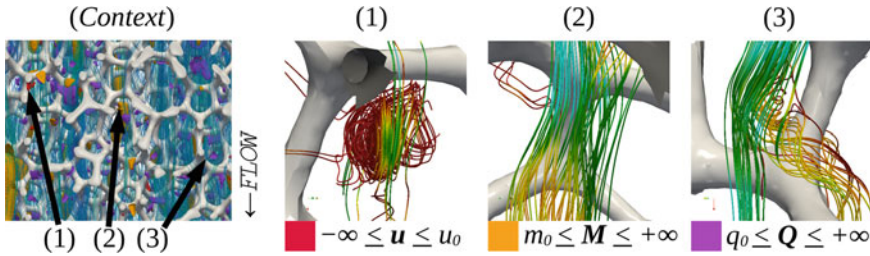 (Context) (1) (2) (3)
←FLOW
(1) (2) (3)
−∞ ≤ u ≤ u₀ m₀ ≤ M ≤ +∞ q₀ ≤ Q ≤ +∞